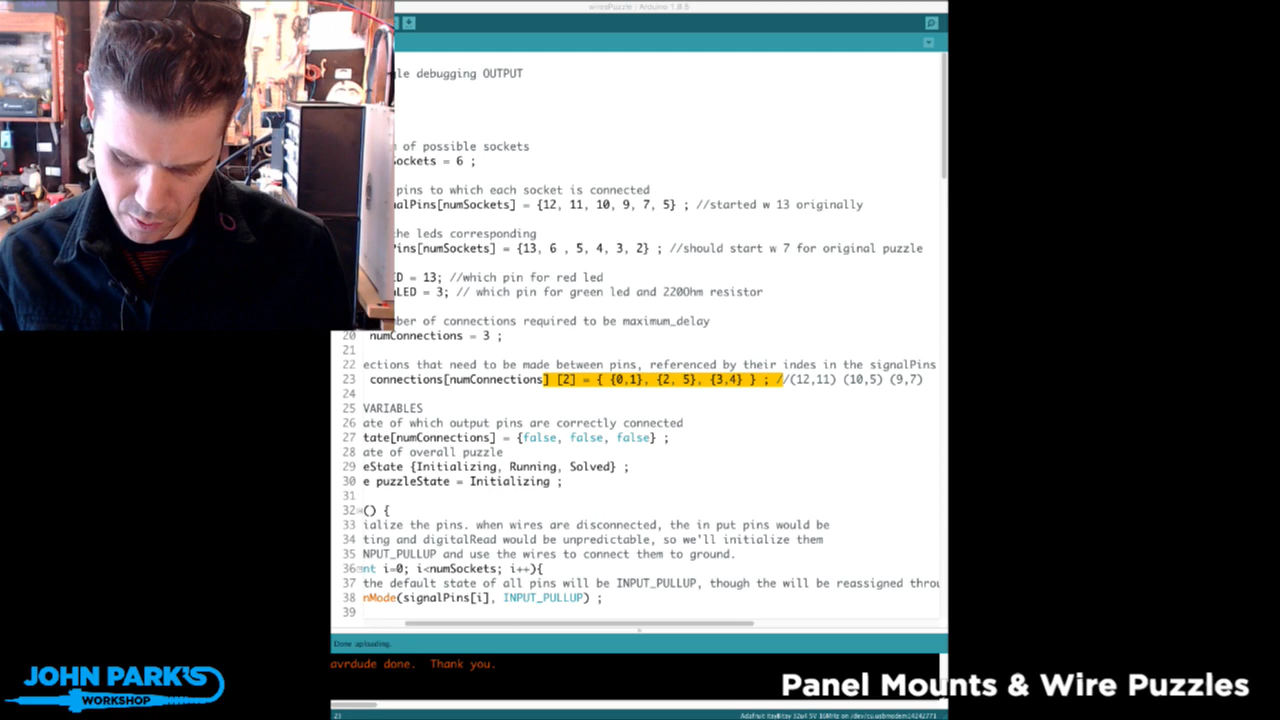 wiresPuzzle | Arduino 1.8.5
gle debugging OUTPUT
of possible sockets
Sockets = 6 ;
pins to which each socket is connected
alPins[numSockets] = {12, 11, 10, 9, 7, 5} ; //started w 13 originally
the leds corresponding
Pins[numSockets] = {13, 6 , 5, 4, 3, 2} ; //should start w 7 for original puzzle
ED = 13; //which pin for red led
LED = 3; // which pin for green led and 220Ohm resistor
mber of connections required to be maximum_delay
20 numConnections = 3 ;
21
22 ections that need to be made between pins, referenced by their indes in the signalPins
23 connections[numConnections] [2] = { {0,1}, {2, 5}, {3,4} } ; //(12,11) (10,5) (9,7)
24
25 VARIABLES
26 ate of which output pins are correctly connected
27 tate[numConnections] = {false, false, false} ;
28 ate of overall puzzle
29 eState {Initializing, Running, Solved} ;
30 e puzzleState = Initializing ;
31
32 () {
33 ialize the pins. when wires are disconnected, the in put pins would be
34 ting and digitalRead would be unpredictable, so we'll initialize them
35 NPUT_PULLUP and use the wires to connect them to ground.
36 nt i=0; i<numSockets; i++){
37 the default state of all pins will be INPUT_PULLUP, though the will be reassigned throu
38 nMode(signalPins[i], INPUT_PULLUP) ;
39
Done uploading.
avrdude done. Thank you.
JOHN PARK'S
WORKSHOP
Panel Mounts & Wire Puzzles
23